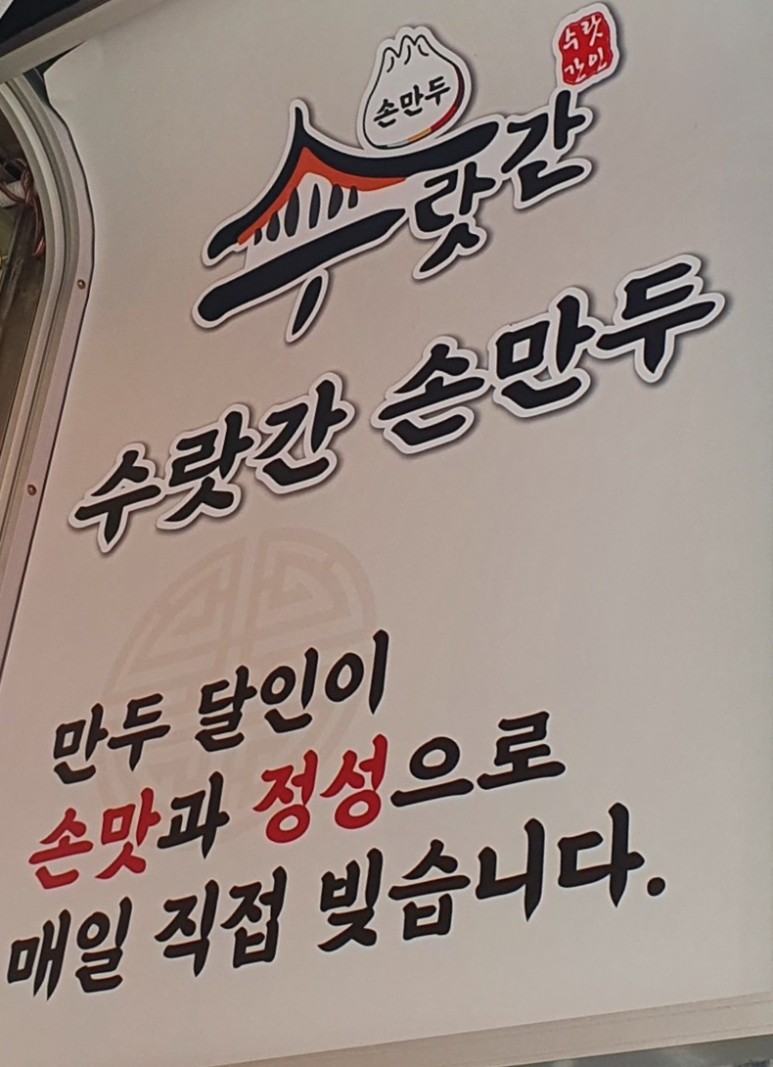 손만두
수랏
간인
수랏간
수랏간 손만두
만두 달인이
손맛과 정성으로
매일 직접 빚습니다.